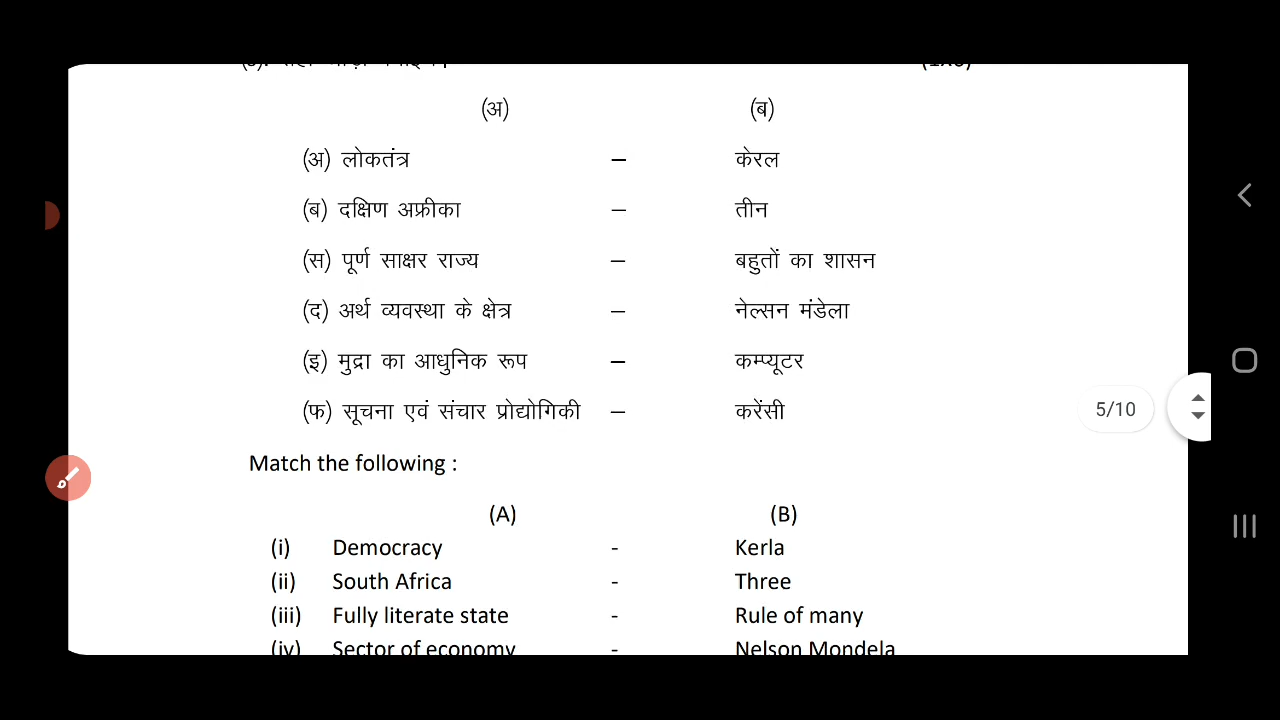 (अ) (ब)
(अ) लोकतंत्र – केरल
(ब) दक्षिण अफ्रीका – तीन
(स) पूर्ण साक्षर राज्य – बहुतों का शासन
(द) अर्थ व्यवस्था के क्षेत्र – नेल्सन मंडेला
(इ) मुद्रा का आधुनिक रूप – कम्प्यूटर
(फ) सूचना एवं संचार प्रोद्योगिकी – करेंसी
5/10
Match the following :
(A) (B)
(i) Democracy - Kerla
(ii) South Africa - Three
(iii) Fully literate state - Rule of many
(iv) Sector of economy - Nelson Mondela